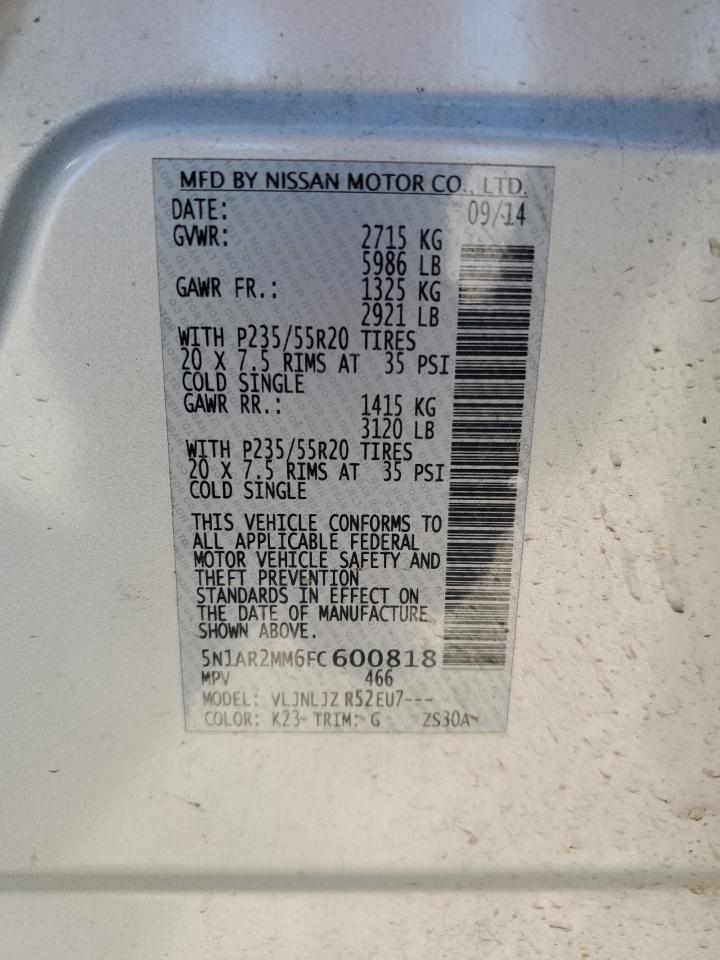 MFD BY NISSAN MOTOR CO., LTD.
DATE: 09/14
GVWR: 2715 KG
5986 LB
GAWR FR.: 1325 KG
2921 LB
WITH P235/55R20 TIRES
20 X 7.5 RIMS AT 35 PSI
COLD SINGLE
GAWR RR.: 1415 KG
3120 LB
WITH P235/55R20 TIRES
20 X 7.5 RIMS AT 35 PSI
COLD SINGLE
THIS VEHICLE CONFORMS TO
ALL APPLICABLE FEDERAL
MOTOR VEHICLE SAFETY AND
THEFT PREVENTION
STANDARDS IN EFFECT ON
THE DATE OF MANUFACTURE
SHOWN ABOVE.
5N1AR2MM6FC600818
MPV 466
MODEL: VLJNLJZ R52EU7---
COLOR: K23 TRIM: G ZS30A